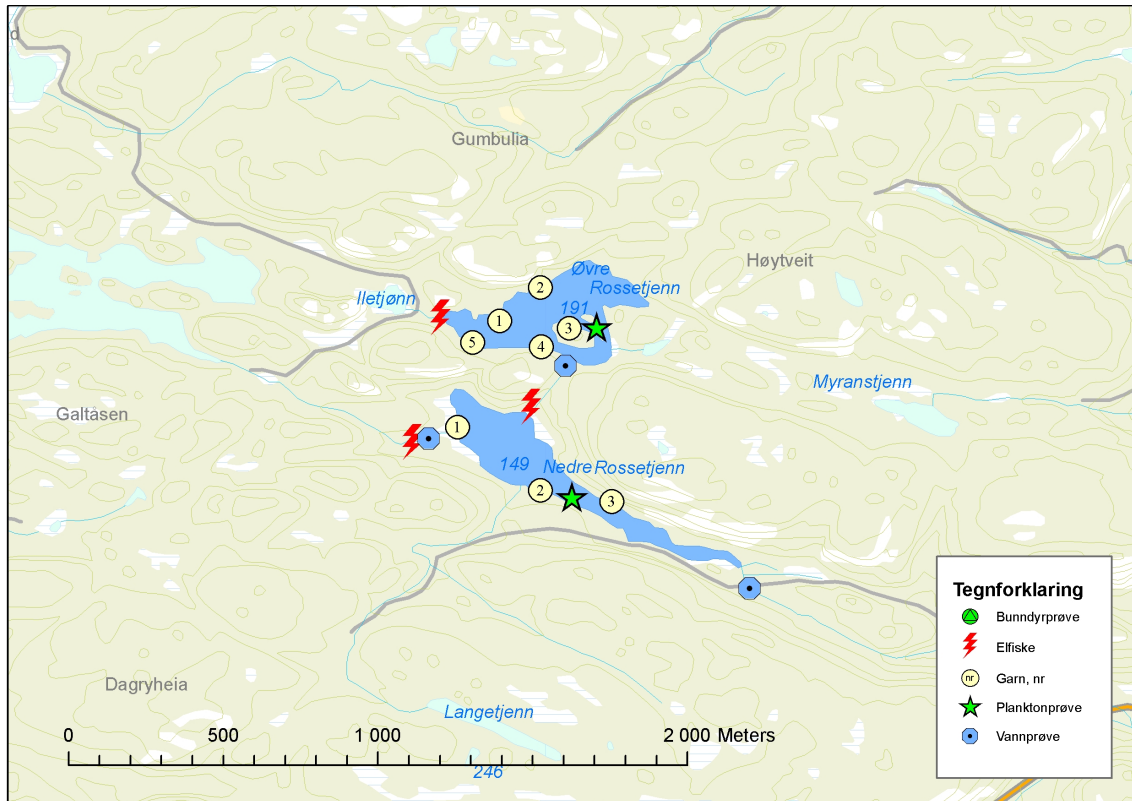 d
Gumbulia
Høytveit
Øvre
Rossetjenn
Iletjønn
191
2
1
3
5
4
Myranstjenn
Galtåsen
1
149
Nedre Rossetjenn
2
3
Tegnforklaring
Bunndyrprøve
Elfiske
nr
Garn, nr
Planktonprøve
Vannprøve
Dagryheia
Langetjenn
0 500 1 000 2 000 Meters
246